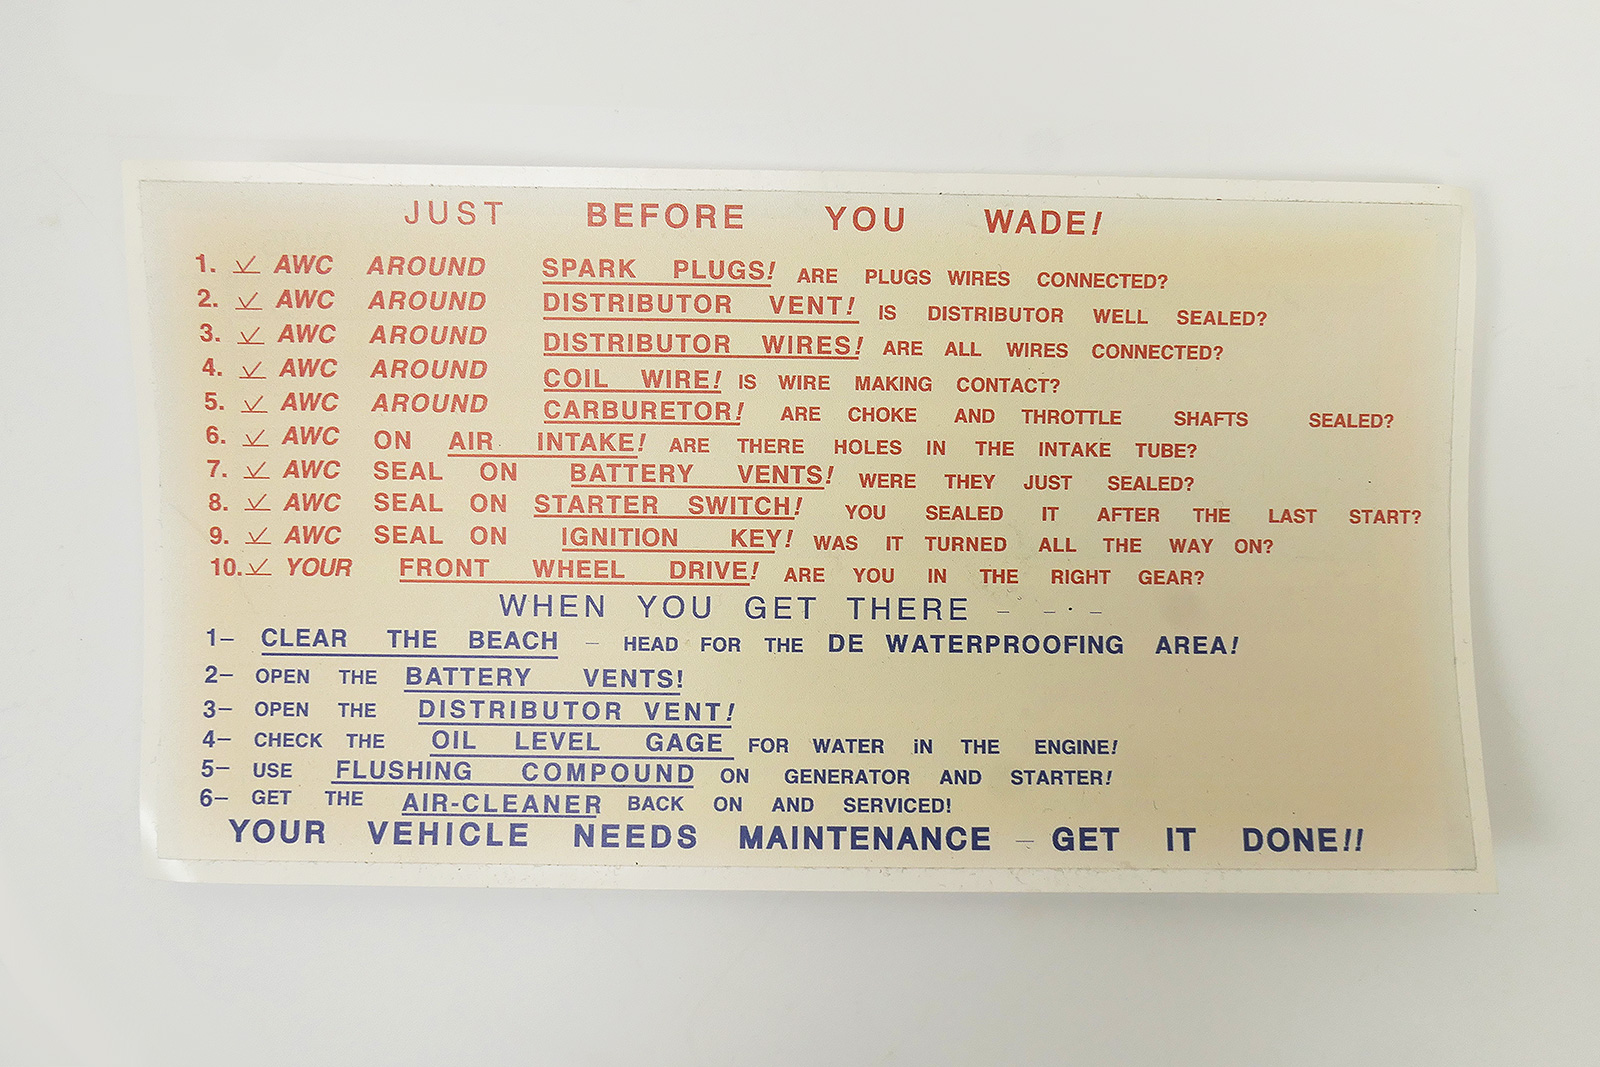 JUST BEFORE YOU WADE!
1. ✓ AWC AROUND SPARK PLUGS! ARE PLUGS WIRES CONNECTED?
2. ✓ AWC AROUND DISTRIBUTOR VENT! IS DISTRIBUTOR WELL SEALED?
3. ✓ AWC AROUND DISTRIBUTOR WIRES! ARE ALL WIRES CONNECTED?
4. ✓ AWC AROUND COIL WIRE! IS WIRE MAKING CONTACT?
5. ✓ AWC AROUND CARBURETOR! ARE CHOKE AND THROTTLE SHAFTS SEALED?
6. ✓ AWC ON AIR INTAKE! ARE THERE HOLES IN THE INTAKE TUBE?
7. ✓ AWC SEAL ON BATTERY VENTS! WERE THEY JUST SEALED?
8. ✓ AWC SEAL ON STARTER SWITCH! YOU SEALED IT AFTER THE LAST START?
9. ✓ AWC SEAL ON IGNITION KEY! WAS IT TURNED ALL THE WAY ON?
10. ✓ YOUR FRONT WHEEL DRIVE! ARE YOU IN THE RIGHT GEAR?
WHEN YOU GET THERE - - - -
1- CLEAR THE BEACH - HEAD FOR THE DE WATERPROOFING AREA!
2- OPEN THE BATTERY VENTS!
3- OPEN THE DISTRIBUTOR VENT!
4- CHECK THE OIL LEVEL GAGE FOR WATER iN THE ENGINE!
5- USE FLUSHING COMPOUND ON GENERATOR AND STARTER!
6- GET THE AIR-CLEANER BACK ON AND SERVICED!
YOUR VEHICLE NEEDS MAINTENANCE - GET IT DONE!!